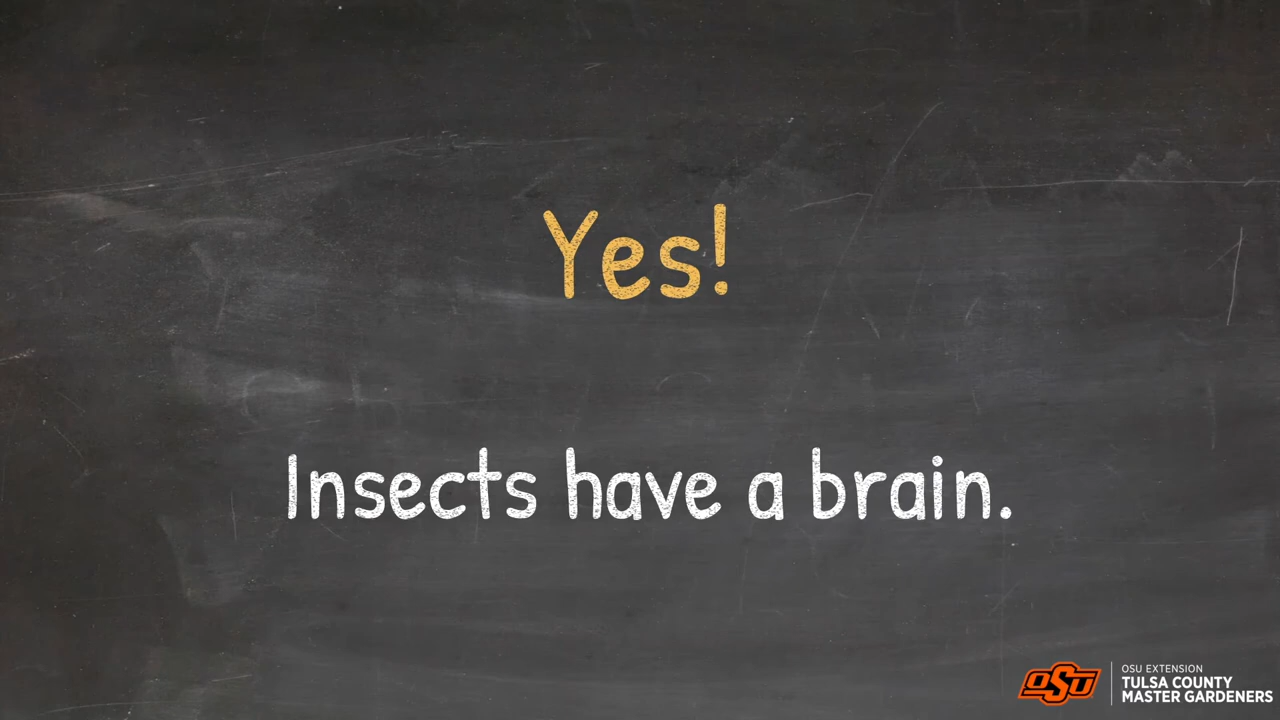 Yes!
Insects have a brain.
OSU
OSU EXTENSION
TULSA COUNTY
MASTER GARDENERS